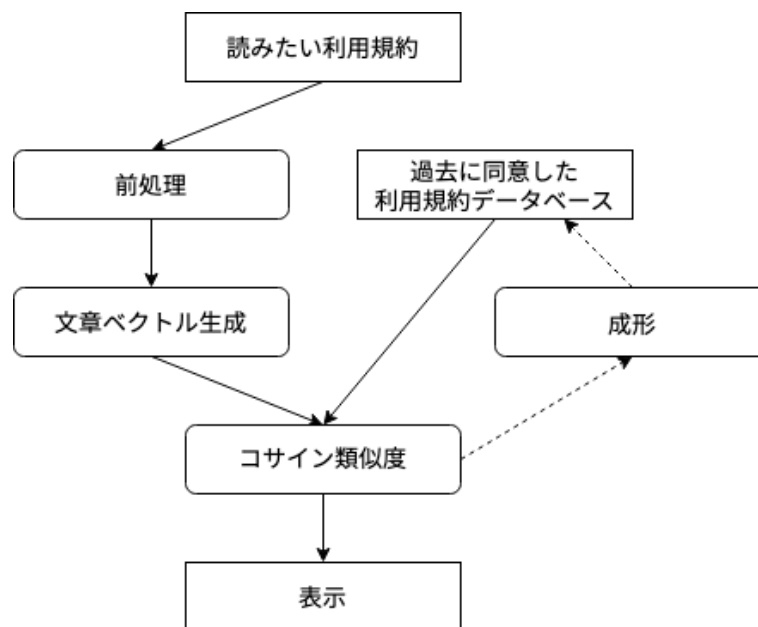 読みたい利用規約
前処理
過去に同意した
利用規約データベース
文章ベクトル生成
成形
コサイン類似度
表示